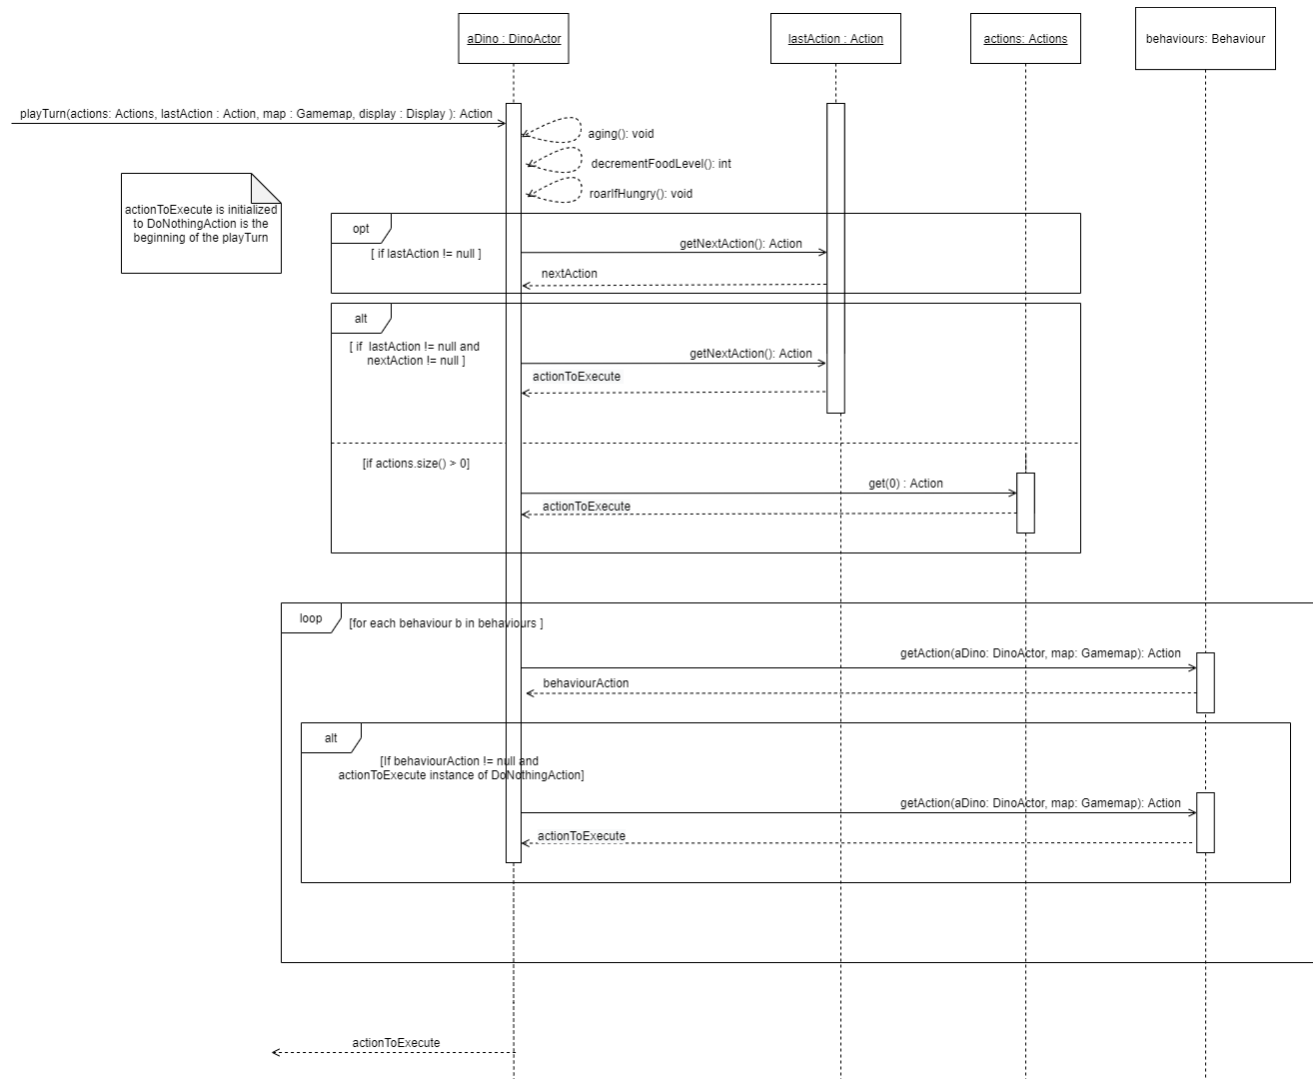 aDino : DinoActor
lastAction : Action
actions: Actions
behaviours: Behaviour
playTurn(actions: Actions, lastAction : Action, map : Gamemap, display : Display ): Action
aging(): void
decrementFoodLevel(): int
roarIfHungry(): void
actionToExecute is initialized
to DoNothingAction is the
beginning of the playTurn
opt
[ if lastAction != null ]
getNextAction(): Action
nextAction
alt
[ if  lastAction != null and
nextAction != null ]
getNextAction(): Action
actionToExecute
[if actions.size() > 0]
get(0) : Action
actionToExecute
loop
[for each behaviour b in behaviours ]
getAction(aDino: DinoActor, map: Gamemap): Action
behaviourAction
alt
[If behaviourAction != null and
actionToExecute instance of DoNothingAction]
getAction(aDino: DinoActor, map: Gamemap): Action
actionToExecute
actionToExecute